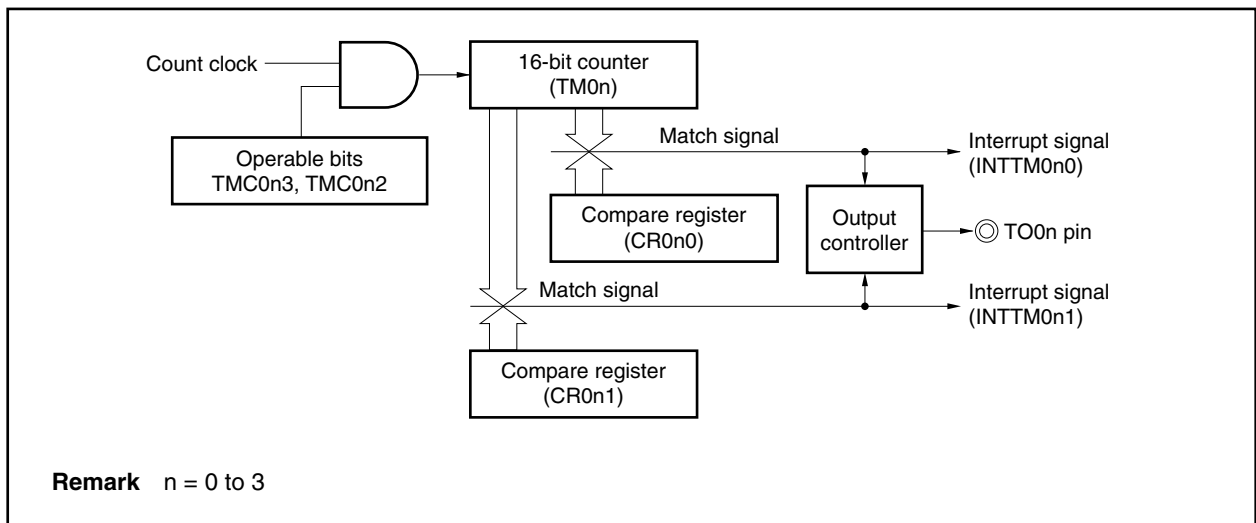 Count clock
16-bit counter
(TM0n)
Operable bits
TMC0n3, TMC0n2
Match signal
Interrupt signal
(INTTM0n0)
Compare register
(CR0n0)
Output
controller
TO0n pin
Match signal
Interrupt signal
(INTTM0n1)
Compare register
(CR0n1)
Remark n = 0 to 3